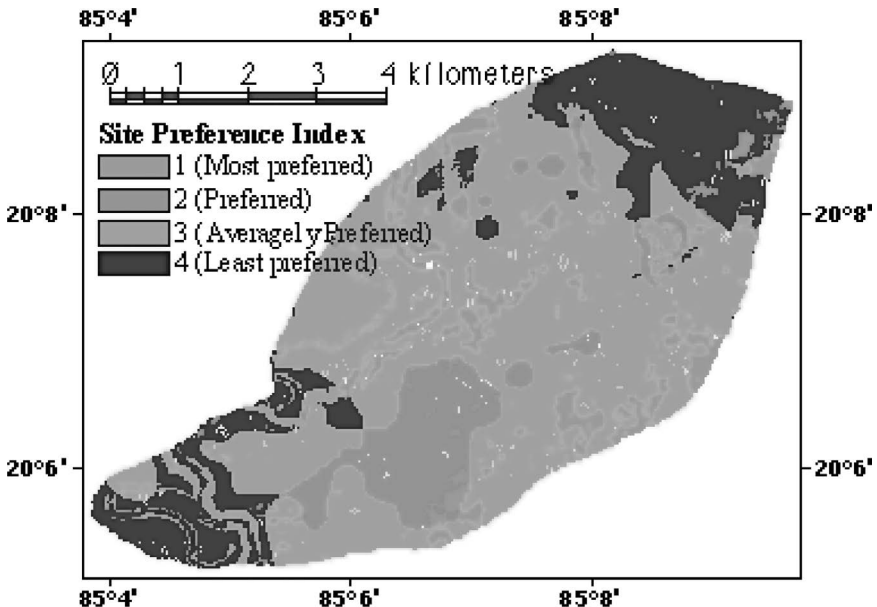 85°4' 85°6' 85°8'
0 1 2 3 4 kilometers
Site Preference Index
1 (Most preferred)
2 (Preferred)
20°8' 20°8'
3 (Averagely Preferred)
4 (Least preferred)
20°6' 20°6'
85°4' 85°6' 85°8'